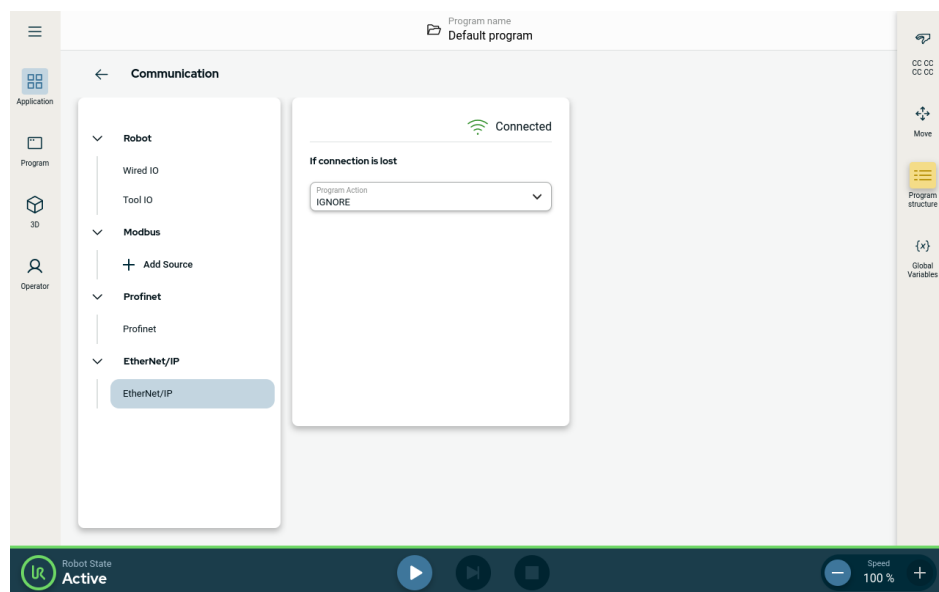 Program name
Default program
Application
Program
3D
Operator
Communication
Robot
Wired IO
Tool IO
Modbus
Add Source
Profinet
Profinet
EtherNet/IP
EtherNet/IP
Connected
If connection is lost
Program Action
IGNORE
CC CC
CC CC
Move
Program
structure
{x}
Global
Variables
UR
Robot State
Active
Speed
100 %